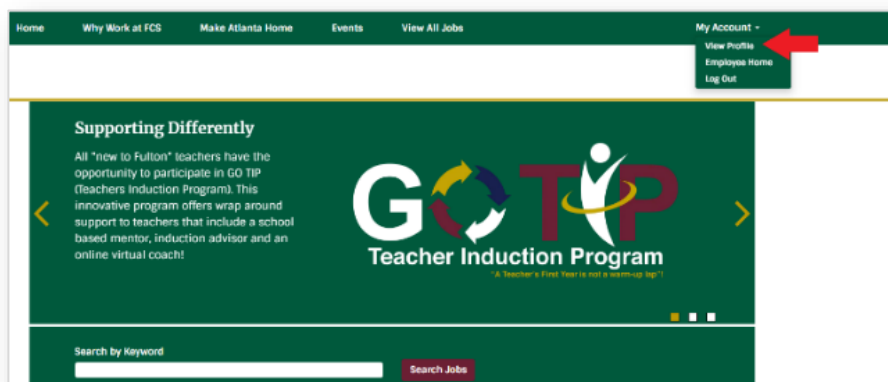 Home Why Work at FCS Make Atlanta Home Events View All Jobs My Account
View Profile
Employee Home
Log Out
Supporting Differently
All "new to Fulton" teachers have the
opportunity to participate in GO TIP
(Teachers Induction Program). This
innovative program offers wrap around
support to teachers that include a school
based mentor, induction advisor and an
online virtual coach!
GO TIP
Teacher Induction Program
"A Teacher's First Year is not a warm-up lap"!
Search by Keyword
Search Jobs